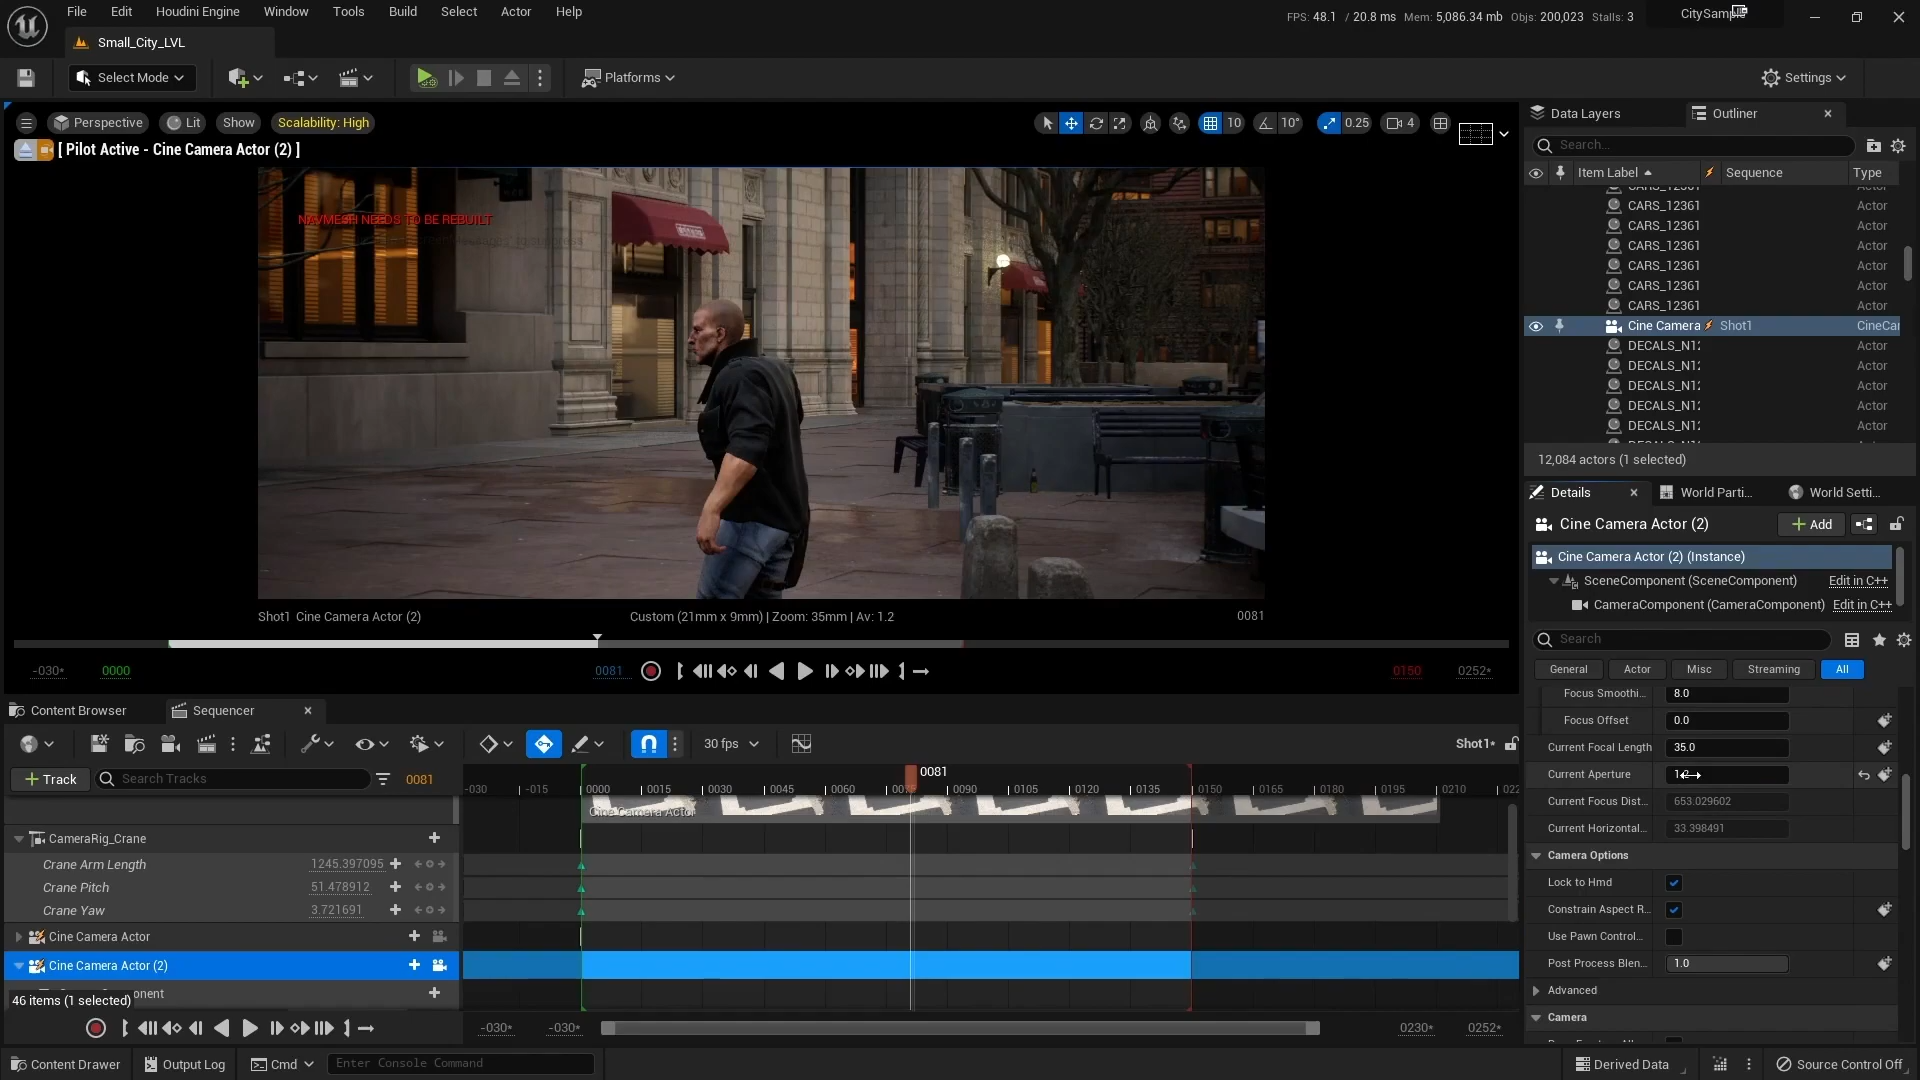 File Edit Houdini Engine Window Tools Build Select Actor Help
FPS: 48.1 / 20.8 ms Mem: 5,086.34 mb Objs: 200,023 Stalls: 3
Small_City_LVL
Select Mode
Platforms
Settings
Perspective Lit Show Scalability: High
10 10° 0.25 4
[ Pilot Active - Cine Camera Actor (2) ]
NAVMESH NEEDS TO BE REBUILT
Shot1 Cine Camera Actor (2)
Custom (21mm x 9mm) | Zoom: 35mm | Av: 1.2
0081
-030* 0000 0081 0150 0252*
Content Browser Sequencer
30 fps
Shot1*
Track
Search Tracks
0081
0081
-030 -015 0000 0015 0030 0045 0060 0090 0105 0120 0135 0150 0165 0180 0195 0210
Cine Camera Actor
CameraRig_Crane
Crane Arm Length 1245.397095
Crane Pitch 51.478912
Crane Yaw 3.721691
Cine Camera Actor
Cine Camera Actor (2)
46 items (1 selected)
-030* -030* 0230* 0252*
Content Drawer Output Log Cmd Enter Console Command
Derived Data Source Control Off
Data Layers Outliner
Search...
Item Label Sequence Type
CARS_12361 Actor
CARS_12361 Actor
CARS_12361 Actor
CARS_12361 Actor
CARS_12361 Actor
CARS_12361 Actor
Cine Camera Shot1 CineCa
DECALS_N12 Actor
DECALS_N12 Actor
DECALS_N12 Actor
DECALS_N12 Actor
DECALS_N12 Actor
12,084 actors (1 selected)
Details World Parti... World Setti...
Cine Camera Actor (2) Add
Cine Camera Actor (2) (Instance)
SceneComponent (SceneComponent) Edit in C++
CameraComponent (CameraComponent) Edit in C++
Search
General Actor Misc Streaming All
Focus Smoothi... 8.0
Focus Offset 0.0
Current Focal Length 35.0
Current Aperture
Current Focus Dist... 653.029602
Current Horizontal... 33.398491
Camera Options
Lock to Hmd
Constrain Aspect R...
Use Pawn Control...
Post Process Blen... 1.0
Advanced
Camera